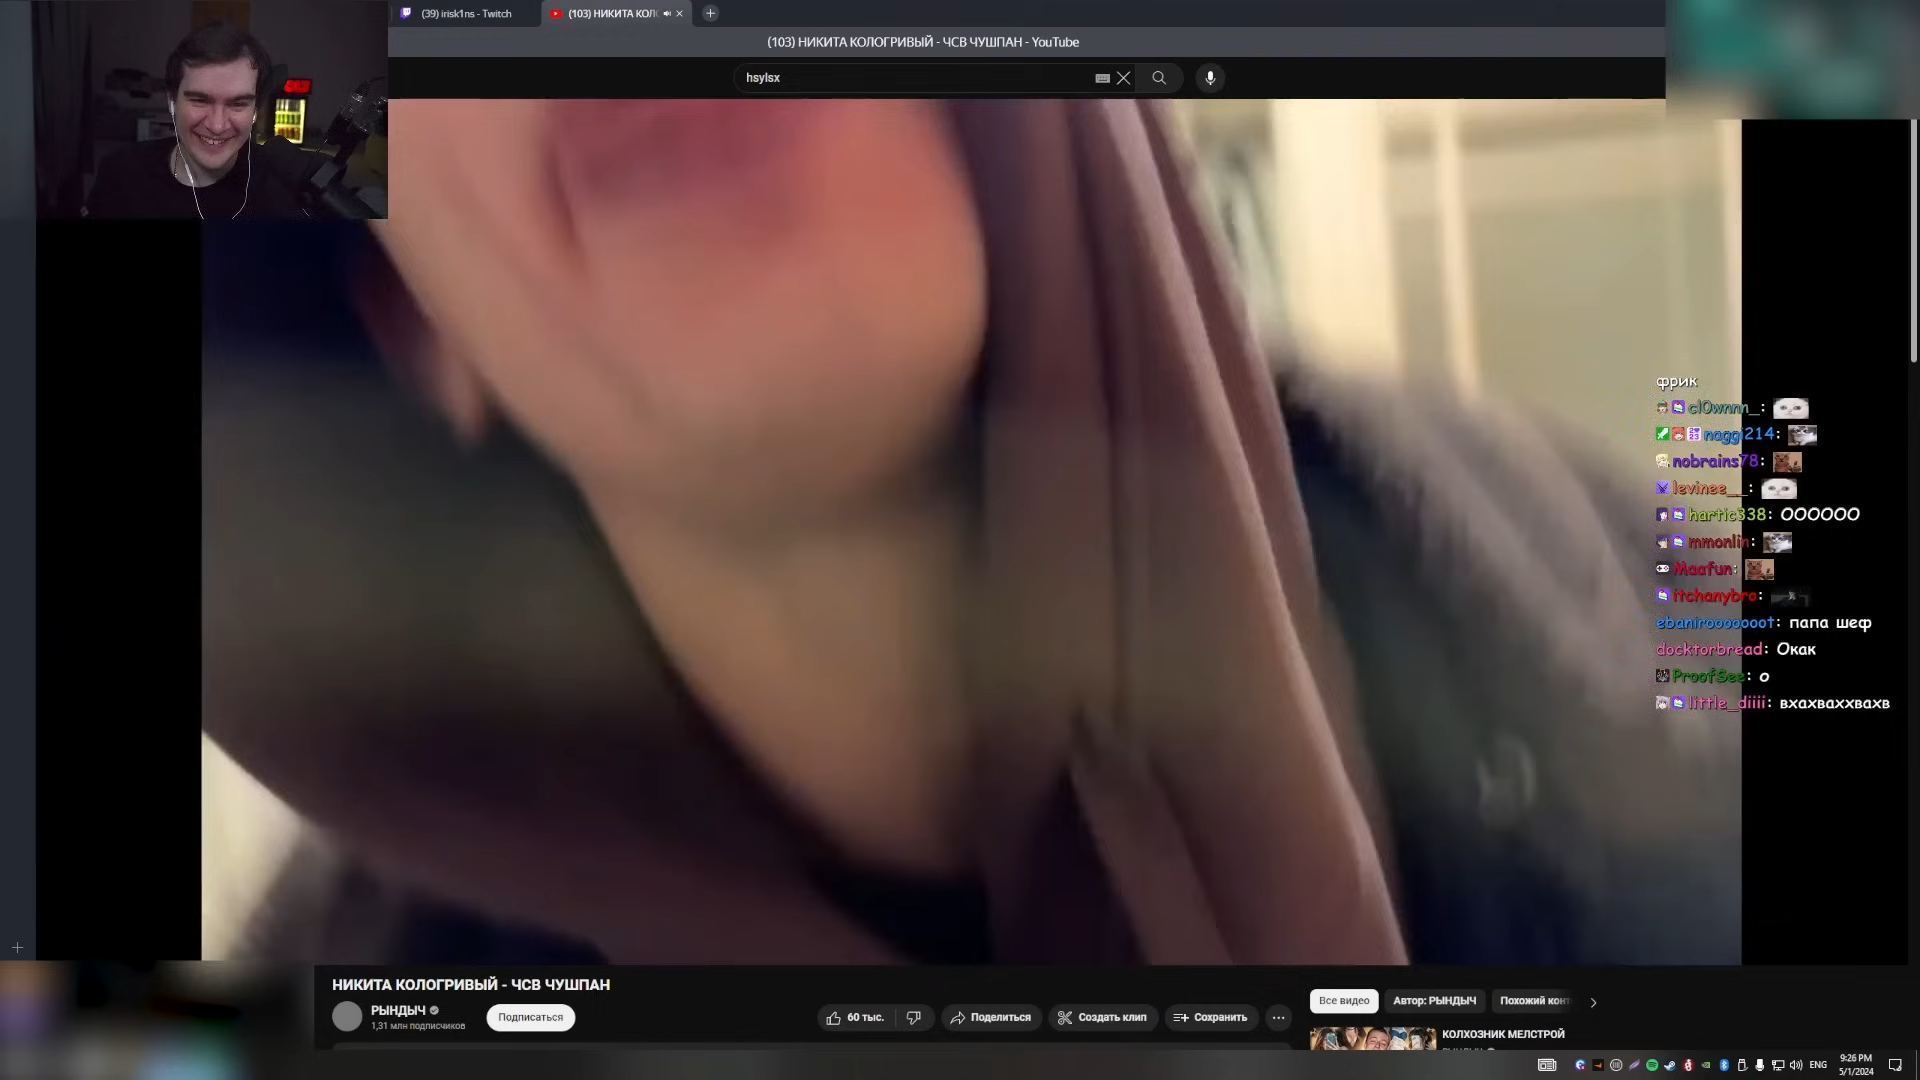 (39) irisk1ns - Twitch
(103) НИКИТА КОЛО
(103) НИКИТА КОЛОГРИВЫЙ - ЧСВ ЧУШПАН - YouTube
hsylsx
фрик
cl0wnnn_:
naggi214:
nobrains78:
levinee__:
hartic338: OOOOOO
mmonlin:
Maafun:
itchanybro:
ebanirooooooot: папа шеф
docktorbread: Окак
ProofSee: o
little_diiii: вхахваххвахв
НИКИТА КОЛОГРИВЫЙ - ЧСВ ЧУШПАН
РЫНДЫЧ
1,31 млн подписчиков
Подписаться
60 тыс.
Поделиться
Создать клип
Сохранить
Все видео
Автор: РЫНДЫЧ
Похожий конт
КОЛХОЗНИК МЕЛСТРОЙ
ENG
9:26 PM
5/1/2024